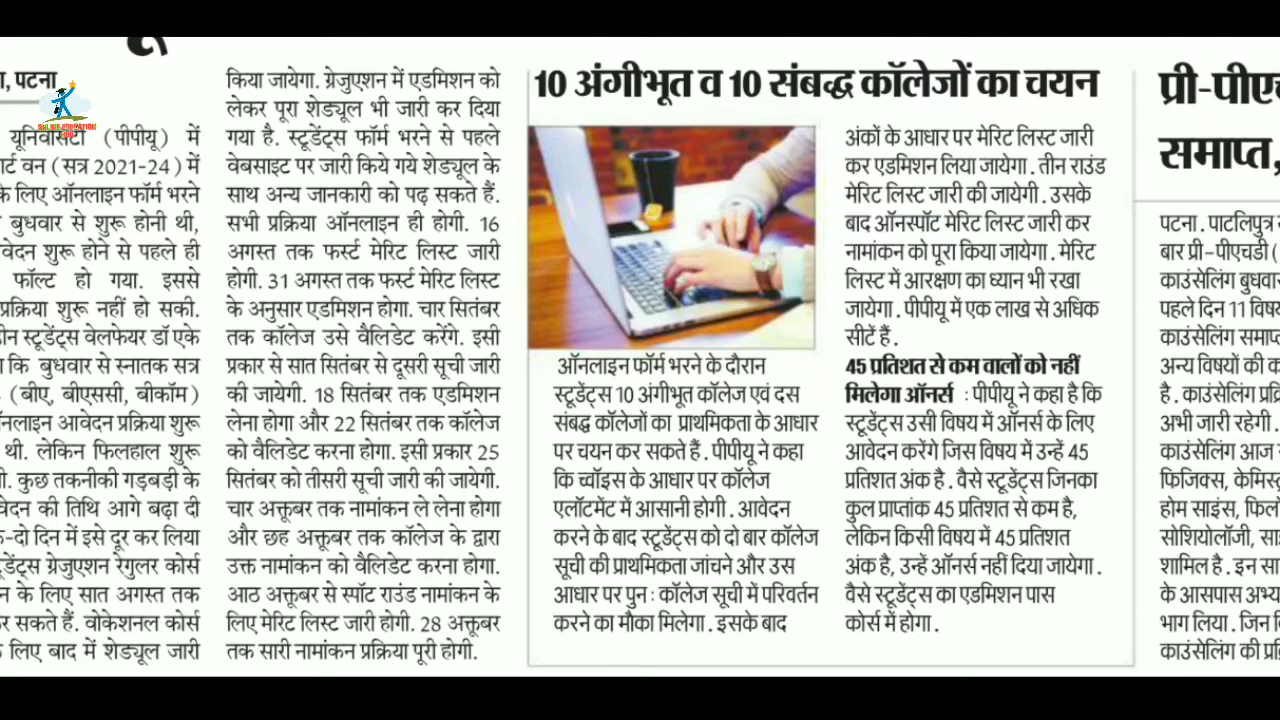 ा, पटना
ONLINE EDUCATION
यूनिवर्सिटी (पीपीयू) में
ार्ट वन (सत्र 2021-24) में
के लिए ऑनलाइन फॉर्म भरने
बुधवार से शुरू होनी थी,
वेदन शुरू होने से पहले ही
फॉल्ट हो गया. इससे
प्रक्रिया शुरू नहीं हो सकी.
ीन स्टूडेंट्स वेलफेयर डॉ एके
ा कि बुधवार से स्नातक सत्र
(बीए, बीएससी, बीकॉम)
नलाइन आवेदन प्रक्रिया शुरू
थी. लेकिन फिलहाल शुरू
ी. कुछ तकनीकी गड़बड़ी के
वेदन की तिथि आगे बढ़ा दी
-दो दिन में इसे दूर कर लिया
ूडेंट्स ग्रेजुएशन रेगुलर कोर्स
न के लिए सात अगस्त तक
र सकते हैं. वोकेशनल कोर्स
लिए बाद में शेड्यूल जारी
किया जायेगा. ग्रेजुएशन में एडमिशन को
लेकर पूरा शेड्यूल भी जारी कर दिया
गया है. स्टूडेंट्स फॉर्म भरने से पहले
वेबसाइट पर जारी किये गये शेड्यूल के
साथ अन्य जानकारी को पढ़ सकते हैं.
सभी प्रक्रिया ऑनलाइन ही होगी. 16
अगस्त तक फर्स्ट मेरिट लिस्ट जारी
होगी. 31 अगस्त तक फर्स्ट मेरिट लिस्ट
के अनुसार एडमिशन होगा. चार सितंबर
तक कॉलेज उसे वैलिडेट करेंगे. इसी
प्रकार से सात सितंबर से दूसरी सूची जारी
की जायेगी. 18 सितंबर तक एडमिशन
लेना होगा और 22 सितंबर तक कॉलेज
को वैलिडेट करना होगा. इसी प्रकार 25
सितंबर को तीसरी सूची जारी की जायेगी.
चार अक्तूबर तक नामांकन ले लेना होगा
और छह अक्तूबर तक कॉलेज के द्वारा
उक्त नामांकन को वैलिडेट करना होगा.
आठ अक्तूबर से स्पॉट राउंड नामांकन के
लिए मेरिट लिस्ट जारी होगी. 28 अक्तूबर
तक सारी नामांकन प्रक्रिया पूरी होगी.
10 अंगीभूत व 10 संबद्ध कॉलेजों का चयन
ऑनलाइन फॉर्म भरने के दौरान
स्टूडेंट्स 10 अंगीभूत कॉलेज एवं दस
संबद्ध कॉलेजों का प्राथमिकता के आधार
पर चयन कर सकते हैं. पीपीयू ने कहा
कि च्वॉइस के आधार पर कॉलेज
एलॉटमेंट में आसानी होगी. आवेदन
करने के बाद स्टूडेंट्स को दो बार कॉलेज
सूची की प्राथमिकता जांचने और उस
आधार पर पुन: कॉलेज सूची में परिवर्तन
करने का मौका मिलेगा. इसके बाद
अंकों के आधार पर मेरिट लिस्ट जारी
कर एडमिशन लिया जायेगा. तीन राउंड
मेरिट लिस्ट जारी की जायेगी. उसके
बाद ऑनस्पॉट मेरिट लिस्ट जारी कर
नामांकन को पूरा किया जायेगा. मेरिट
लिस्ट में आरक्षण का ध्यान भी रखा
जायेगा. पीपीयू में एक लाख से अधिक
सीटें हैं.
45 प्रतिशत से कम वालों को नहीं
मिलेगा ऑनर्स : पीपीयू ने कहा है कि
स्टूडेंट्स उसी विषय में ऑनर्स के लिए
आवेदन करेंगे जिस विषय में उन्हें 45
प्रतिशत अंक है. वैसे स्टूडेंट्स जिनका
कुल प्राप्तांक 45 प्रतिशत से कम है,
लेकिन किसी विषय में 45 प्रतिशत
अंक है, उन्हें ऑनर्स नहीं दिया जायेगा.
वैसे स्टूडेंट्स का एडमिशन पास
कोर्स में होगा.
प्री-पीएच
समाप्त,
पटना. पाटलिपुत्र
बार प्री-पीएचडी (
काउंसेलिंग बुधवार
पहले दिन 11 विष
काउंसेलिंग समाप
अन्य विषयों की क
है. काउंसेलिंग प्रक्रि
अभी जारी रहेगी.
काउंसेलिंग आज
फिजिक्स, केमिस्ट्र
होम साइंस, फिल
सोशियोलॉजी, सा
शामिल है. इन सा
के आसपास अभ्य
भाग लिया. जिन वि
काउंसेलिंग की प्रक्रि